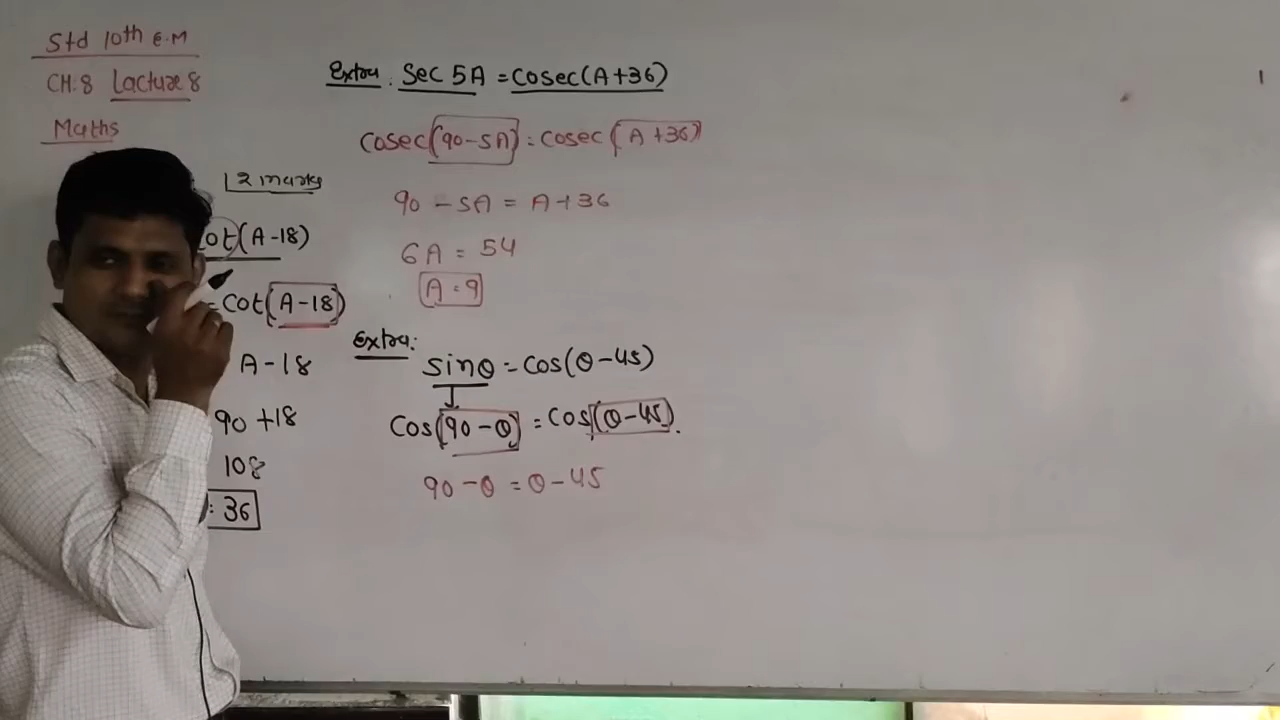 Std 10th E.M
CH:8 Lacture 8
Maths
2 marks
cot(A-18)
= cot(A-18)
A-18
90 +18
108
= 36
Extra. Sec 5A = cosec(A+36)
cosec(90-5A) = cosec(A+36)
90 - 5A = A+36
6A = 54
A = 9
Extra:
sinθ = cos(θ-45)
cos(90-θ) = cos(θ-45).
90-θ = θ-45